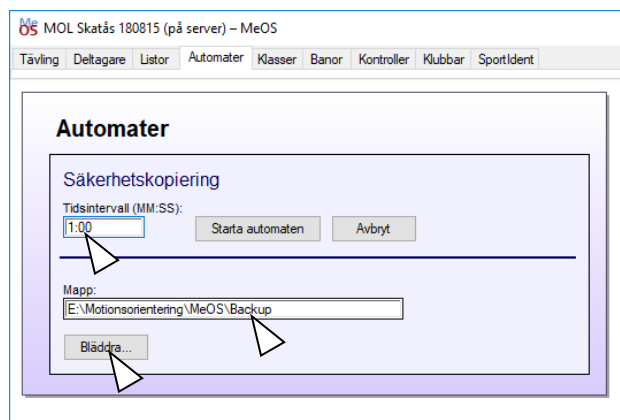 MeOS MOL Skatås 180815 (på server) – MeOS
Tävling Deltagare Listor Automater Klasser Banor Kontroller Klubbar SportIdent
Automater
Säkerhetskopiering
Tidsintervall (MM:SS):
1:00 Starta automaten Avbryt
Mapp:
E:\Motionsorientering\MeOS\Backup
Bläddra...